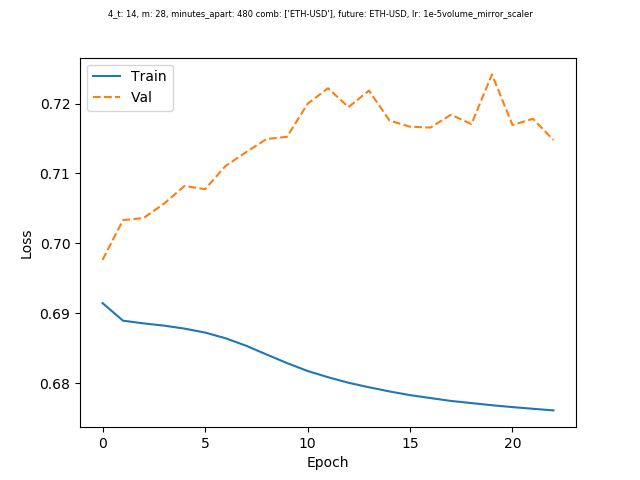 4_t: 14, m: 28, minutes_apart: 480 comb: ['ETH-USD'], future: ETH-USD, lr: 1e-5volume_mirror_scaler
Train
Val
0.72
0.71
0.70
0.69
0.68
Loss
0 5 10 15 20
Epoch